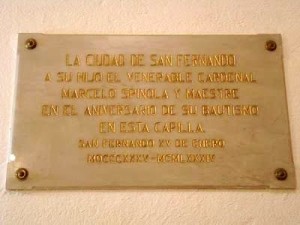 LA CIUDAD DE SAN FERNANDO
A SU HIJO EL VENERABLE CARDENAL
MARCELO SPINOLA Y MAESTRE
EN EL ANIVERSARIO DE SU BAUTISMO
EN ESTA CAPILLA.
SAN FERNANDO XV DE ENERO
MDCCCXXXV-MCMLXXXIV